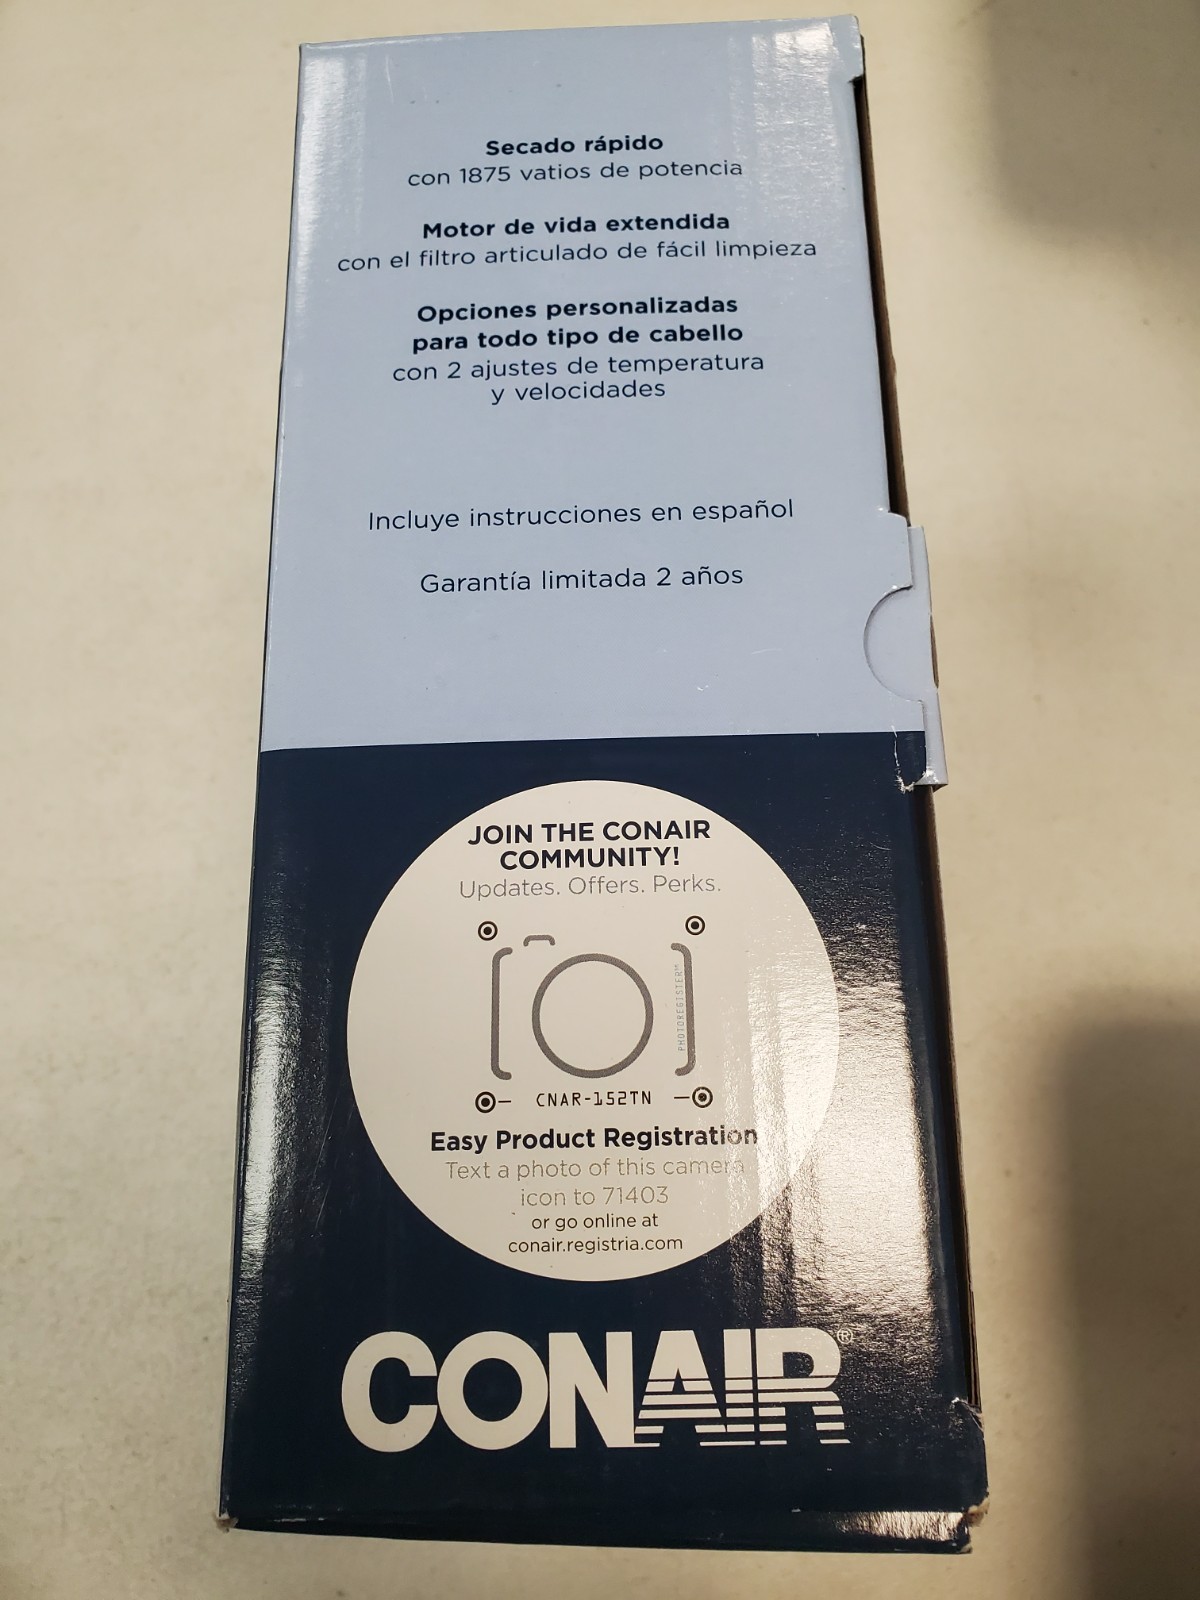 Secado rápido
con 1875 vatios de potencia
Motor de vida extendida
con el filtro articulado de fácil limpieza
Opciones personalizadas
para todo tipo de cabello
con 2 ajustes de temperatura
y velocidades
Incluye instrucciones en español
Garantía limitada 2 años
JOIN THE CONAIR
COMMUNITY!
Updates. Offers. Perks.
PHOTOREGISTER™
CNAR-152TN
Easy Product Registration
Text a photo of this camera
icon to 71403
or go online at
conair.registria.com
CONAIR®